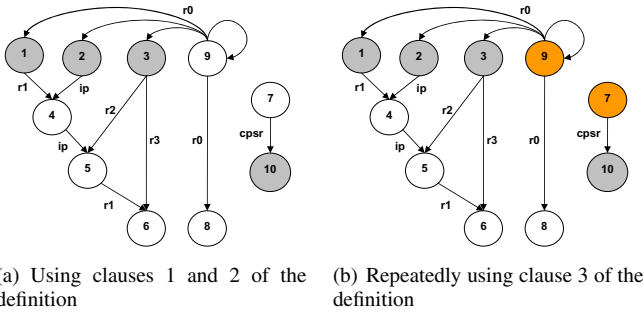 r0
r0
1
2
3
9
1
2
3
9
r1
ip
r2
7
r1
ip
r2
7
4
4
r3
r0
cpsr
r3
r0
cpsr
ip
ip
5
10
5
10
r1
r1
6
8
6
8
(a) Using clauses 1 and 2 of the
definition
(b) Repeatedly using clause 3 of the
definition